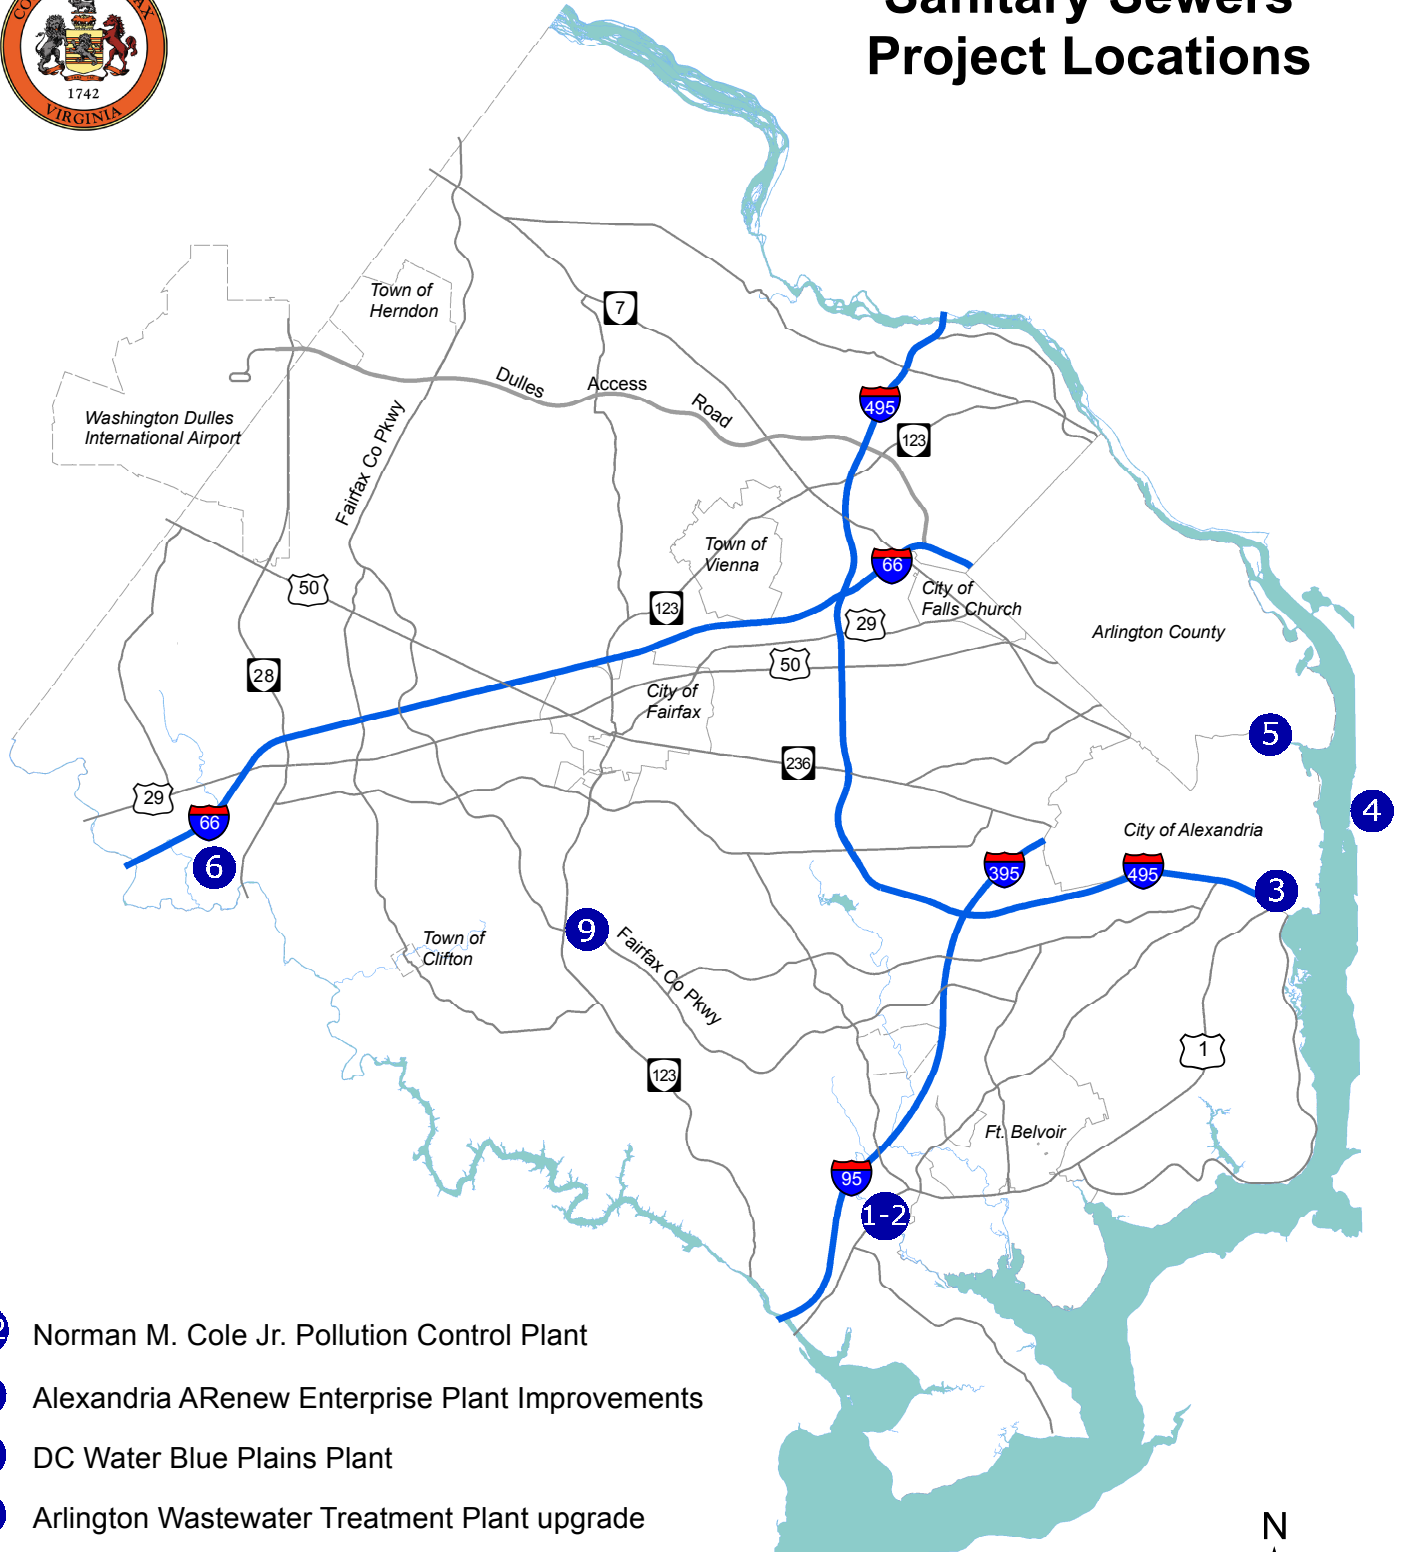 Sanitary Sewers
Project Locations
1742
VIRGINIA
Town of
Herndon
7
Dulles Access Road
495
123
Washington Dulles
International Airport
Fairfax Co Pkwy
Town of
Vienna
66
50
City of
Falls Church
123
29
Arlington County
50
28
City of
Fairfax
5
236
29
4
66
City of Alexandria
6
395
495
3
9
Fairfax Co Pkwy
Town of
Clifton
1
123
Ft. Belvoir
95
1-2
Norman M. Cole Jr. Pollution Control Plant
Alexandria ARenew Enterprise Plant Improvements
DC Water Blue Plains Plant
Arlington Wastewater Treatment Plant upgrade
N